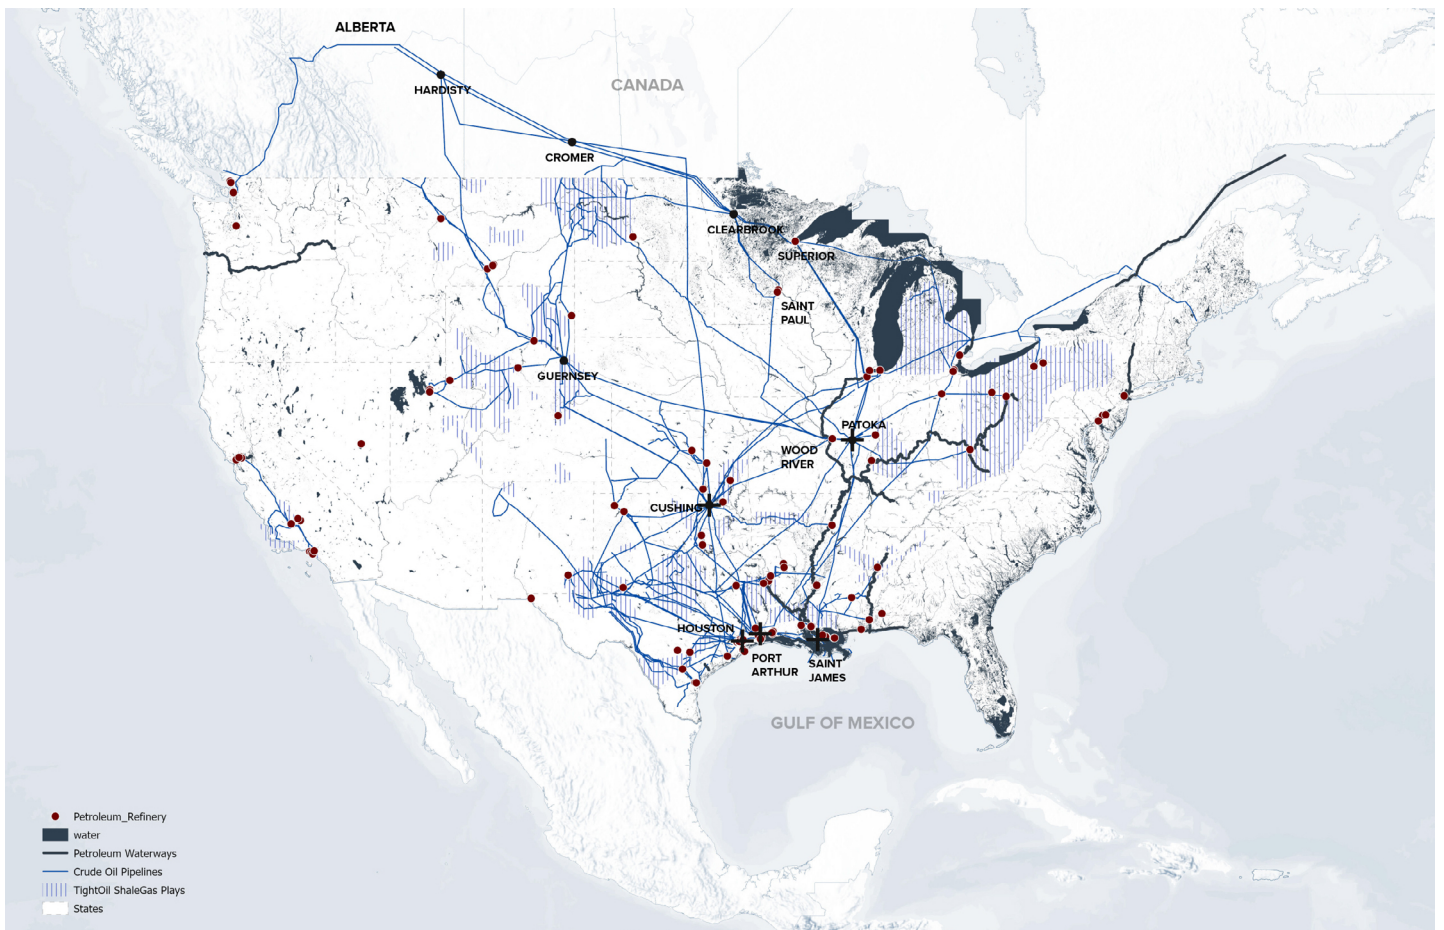 ALBERTA
CANADA
HARDISTY
CROMER
CLEARBROOK
SUPERIOR
SAINT
PAUL
GUERNSEY
PATOKA
WOOD
RIVER
CUSHING
HOUSTON
PORT
ARTHUR
SAINT
JAMES
GULF OF MEXICO
Petroleum_Refinery
water
Petroleum Waterways
Crude Oil Pipelines
TightOil ShaleGas Plays
States